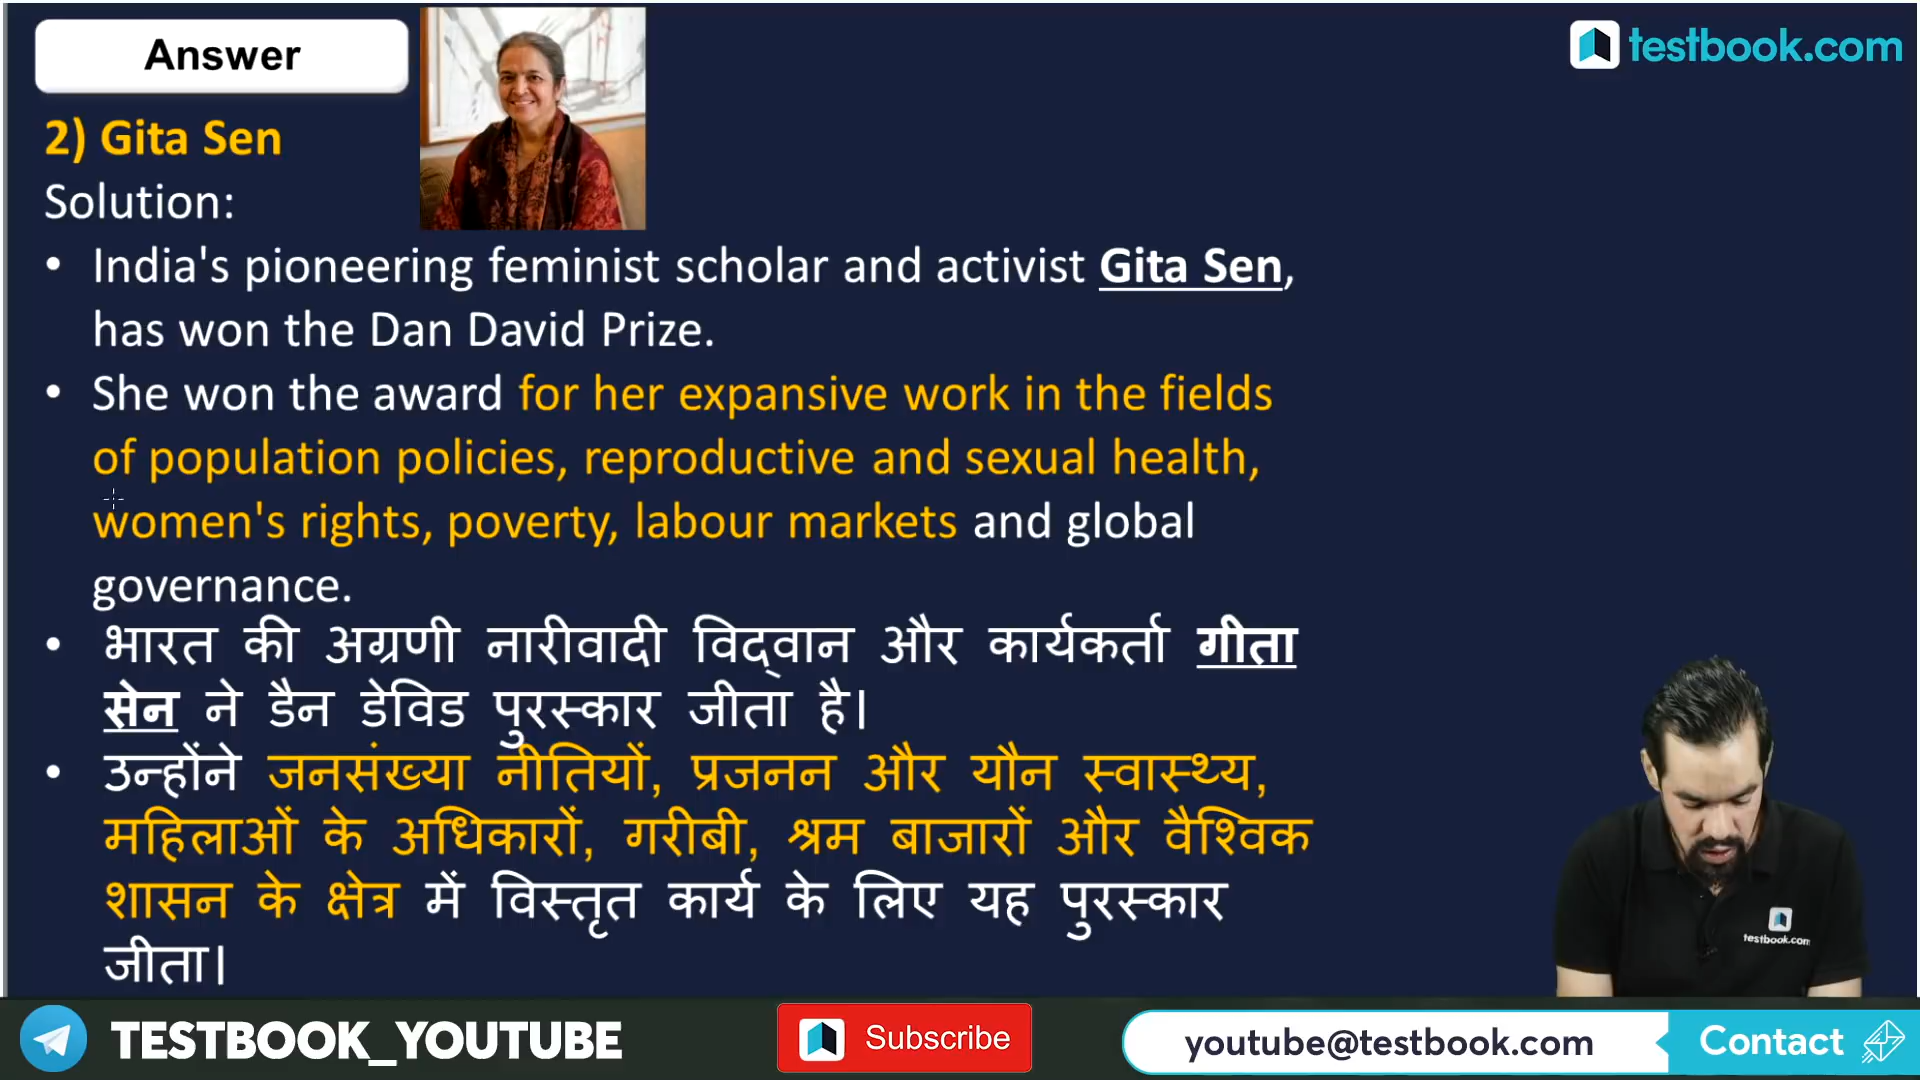 Answer
testbook.com
2) Gita Sen
Solution:
• India's pioneering feminist scholar and activist Gita Sen,
has won the Dan David Prize.
• She won the award for her expansive work in the fields
of population policies, reproductive and sexual health,
women's rights, poverty, labour markets and global
governance.
• भारत की अग्रणी नारीवादी विद्वान और कार्यकर्ता गीता
सेन ने डैन डेविड पुरस्कार जीता है।
• उन्होंने जनसंख्या नीतियों, प्रजनन और यौन स्वास्थ्य,
महिलाओं के अधिकारों, गरीबी, श्रम बाजारों और वैश्विक
शासन के क्षेत्र में विस्तृत कार्य के लिए यह पुरस्कार
जीता।
testbook.com
TESTBOOK_YOUTUBE
Subscribe
youtube@testbook.com
Contact